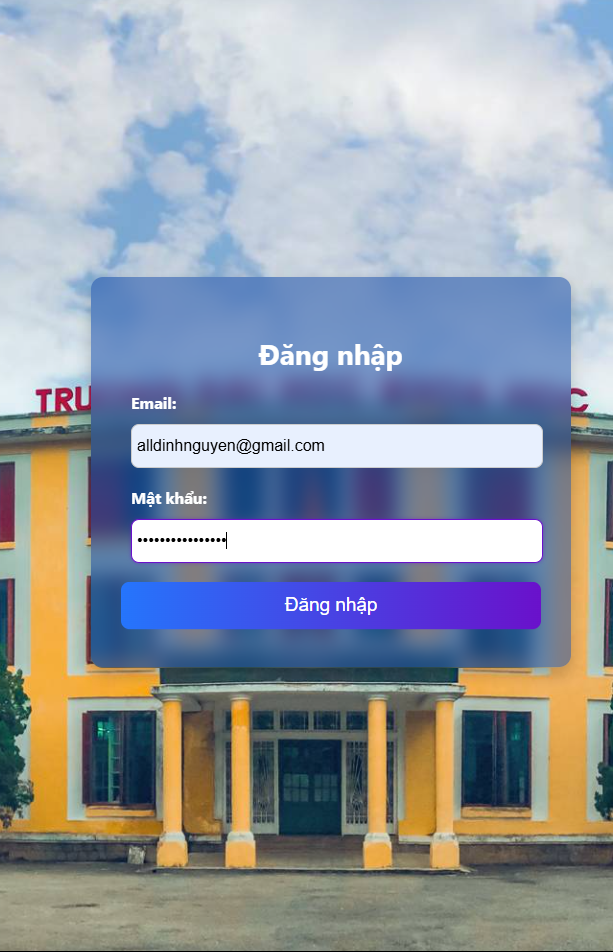 Đăng nhập
Email:
alldinhnguyen@gmail.com
Mật khẩu:
••••••••••••••••
Đăng nhập